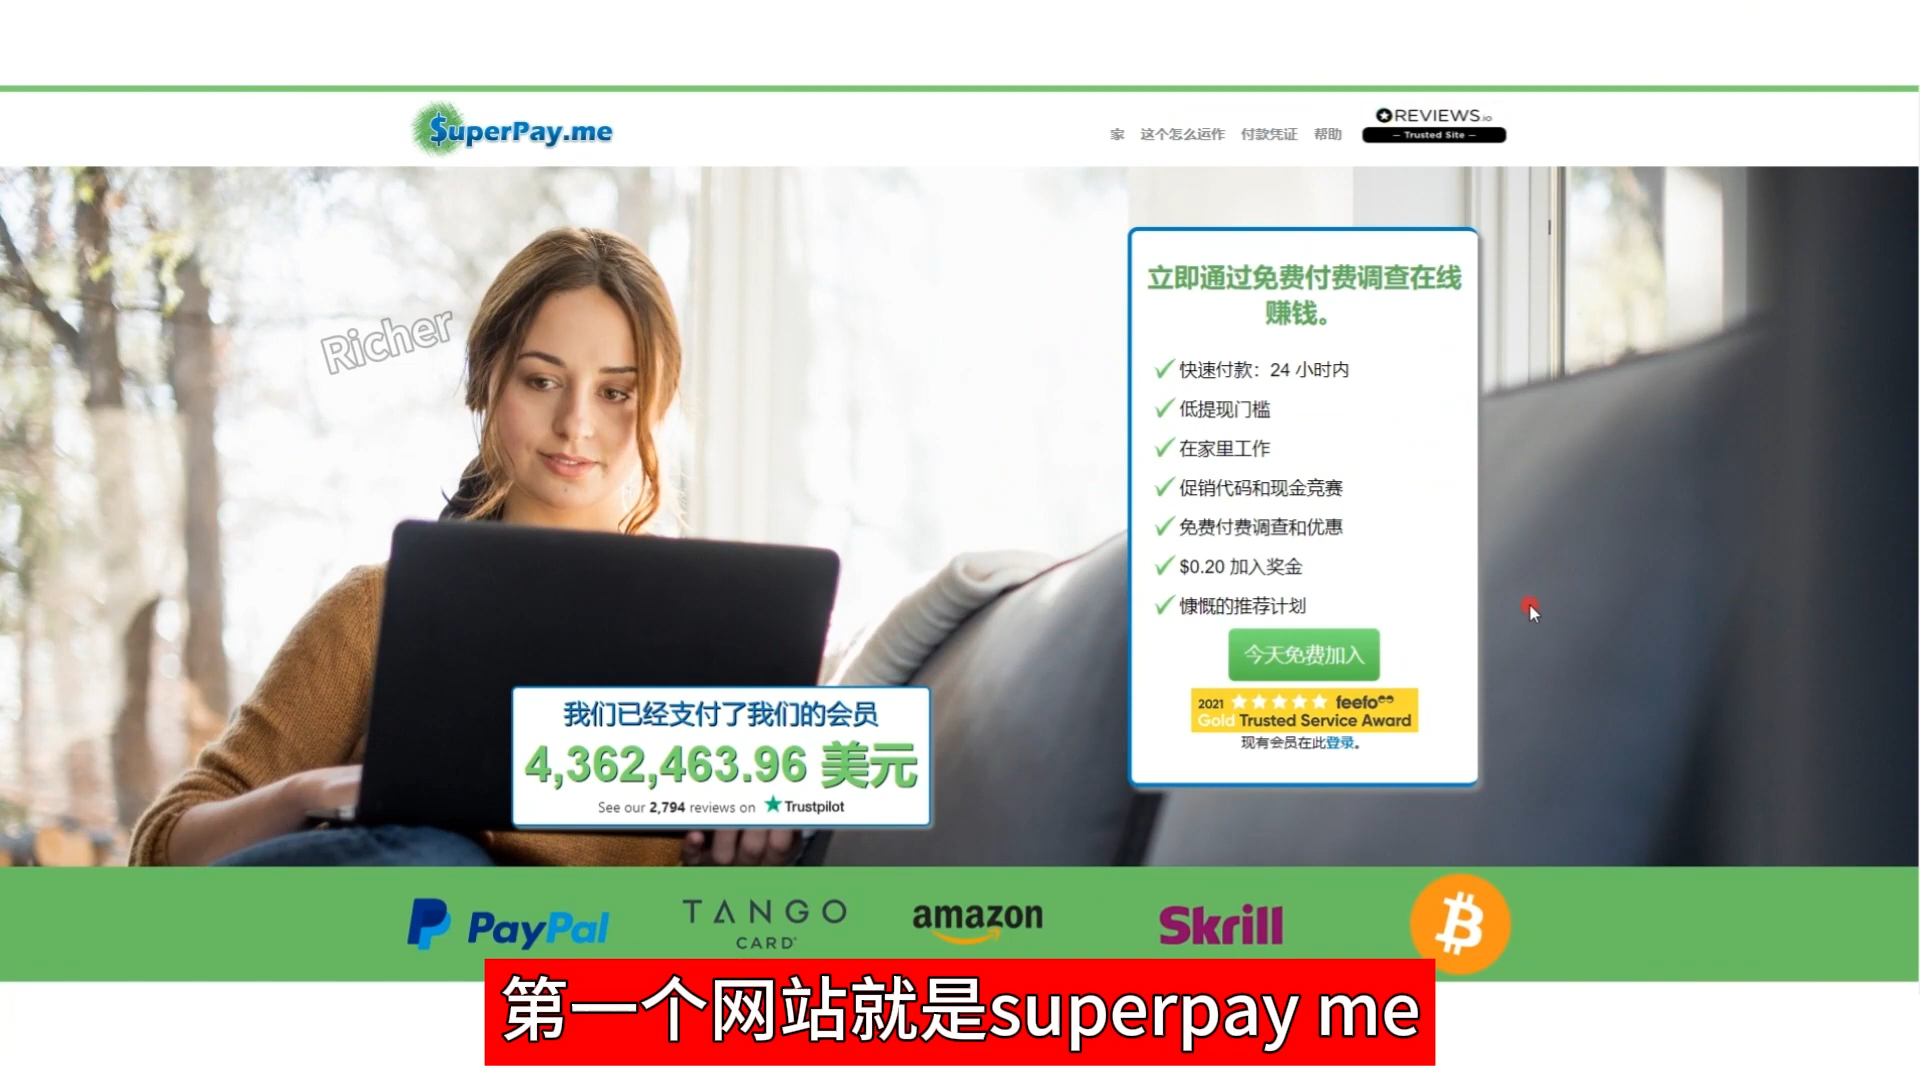 $uperPay.me
家 这个怎么运作 付款凭证 帮助
REVIEWS.io
Trusted Site
Richer
立即通过免费付费调查在线
赚钱。
快速付款：24 小时内
低提现门槛
在家里工作
促销代码和现金竞赛
免费付费调查和优惠
$0.20 加入奖金
慷慨的推荐计划
今天免费加入
2021 feefo
Gold Trusted Service Award
现有会员在此登录。
我们已经支付了我们的会员
4,362,463.96 美元
See our 2,794 reviews on Trustpilot
PayPal
TANGO
CARD
amazon
Skrill
第一个网站就是superpay me